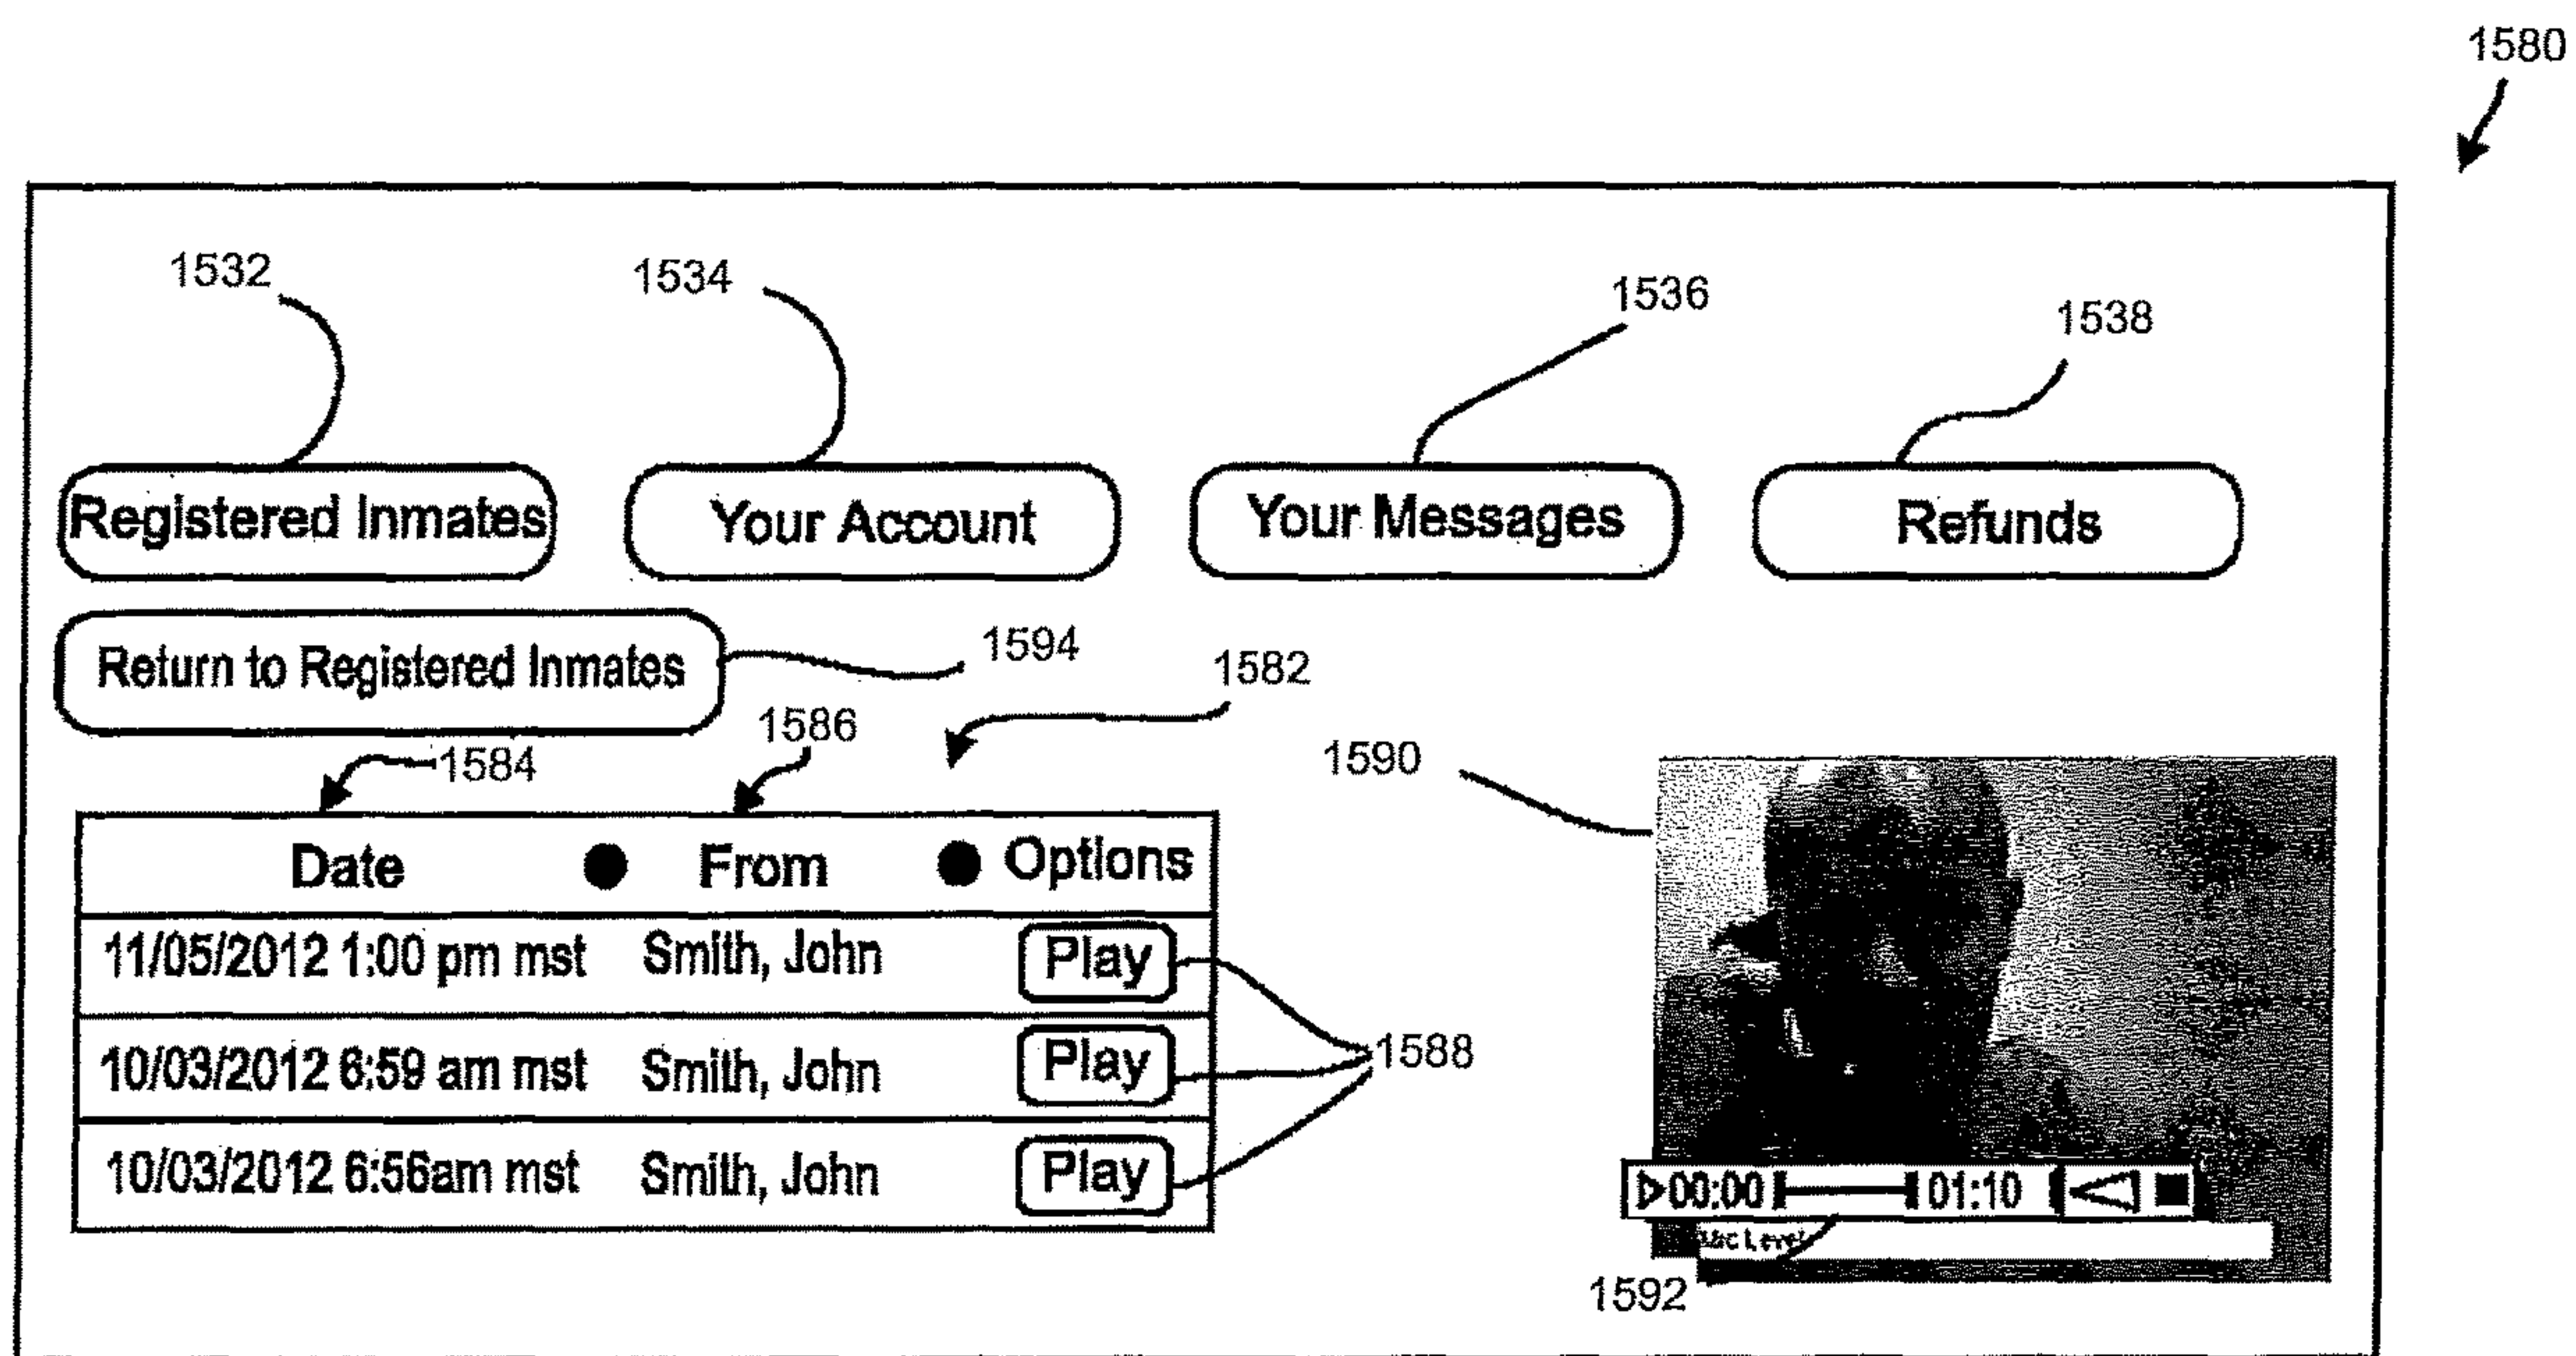 1580
1532
1534
1536
1538
Registered Inmates
Your Account
Your Messages
Refunds
Return to Registered Inmates
1594
1582
1586
1584
1590
Date ● From ● Options
11/05/2012 1:00 pm mst Smith, John Play
1588
10/03/2012 6:59 am mst Smith, John Play
10/03/2012 6:56am mst Smith, John Play
00:00 01:10
1592